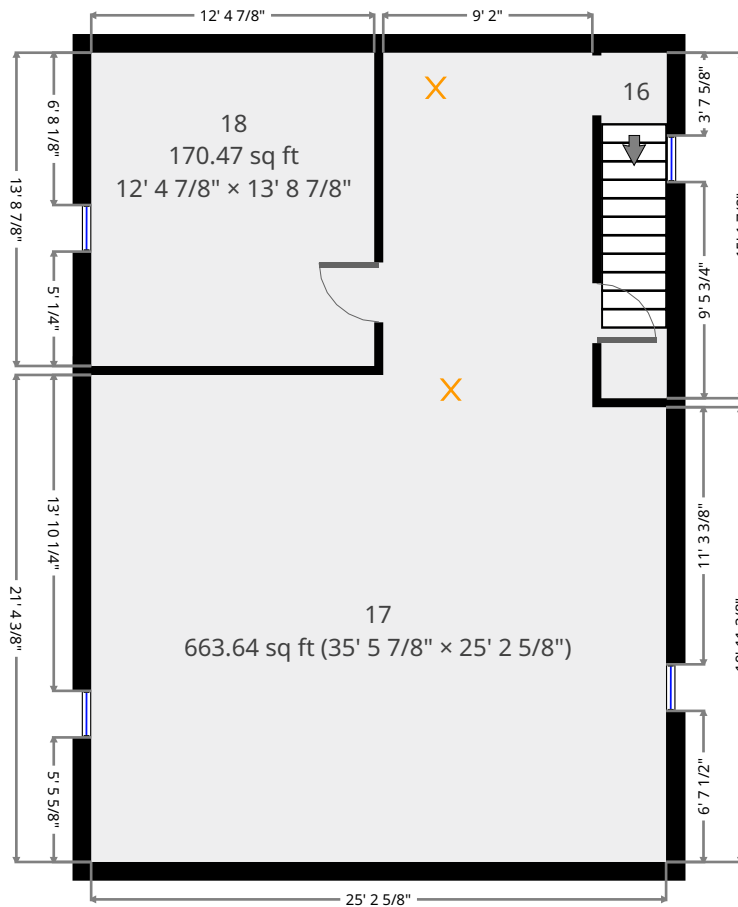 12' 4 7/8"
9' 2"
6' 8 1/8"
3' 7 5/8"
16
18
170.47 sq ft
12' 4 7/8" × 13' 8 7/8"
13' 8 7/8"
5' 1/4"
9' 5 3/4"
13' 10 1/4"
11' 3 3/8"
21' 4 3/8"
17
663.64 sq ft (35' 5 7/8" × 25' 2 5/8")
5' 5 5/8"
6' 7 1/2"
25' 2 5/8"